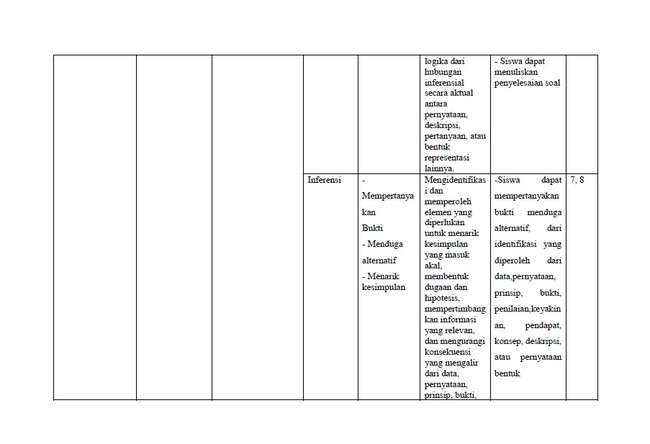 logika dari
hubungan
inferensial
secara aktual
antara
pernyataan,
deskripsi,
pertanyaan, atau
bentuk
representasi
lainnya.
- Siswa dapat
menuliskan
penyelesaian soal
Inferensi
-
Mempertanya
kan
Bukti
- Menduga
alternatif
- Menarik
kesimpulan
Mengidentifikas
i dan
memperoleh
elemen yang
diperlukan
untuk menarik
kesimpulan
yang masuk
akal,
membentuk
dugaan dan
hipotesis,
mempertimbang
kan informasi
yang relevan,
dan mengurangi
konsekuensi
yang mengalir
dari data,
pernyataan,
prinsip, bukti,
-Siswa dapat
mempertanyakan
bukti menduga
alternatif, dari
identifikasi yang
diperoleh dari
data,pernyataan,
prinsip, bukti,
penilaian,keyakin
an, pendapat,
konsep, deskripsi,
atau pernyataan
bentuk
7, 8